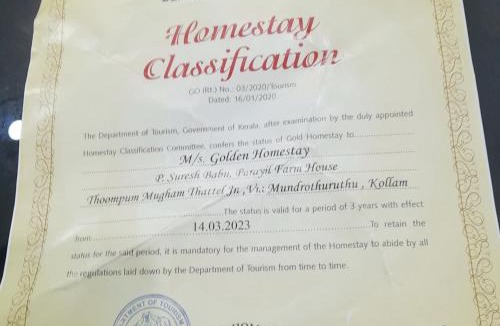 Homestay
Classification
GO (Rt.) No.: 03/2020/Tourism
Dated: 16/01/2020
The Department of Tourism, Government of Kerala, after examination by the duly appointed
Homestay Classification Committee, confers the status of Gold Homestay to
M/s. Golden Homestay
P. Suresh Babu, Parayil Farm House
Thoompum Mugham Thattel Jn ,Via: Mundrothuruthu , Kollam
The status is valid for a period of 3 years with effect
from 14.03.2023 To retain the
status for the said period, it is mandatory for the management of the Homestay to abide by all
the regulations laid down by the Department of Tourism from time to time.
DEPARTMENT OF TOURISM